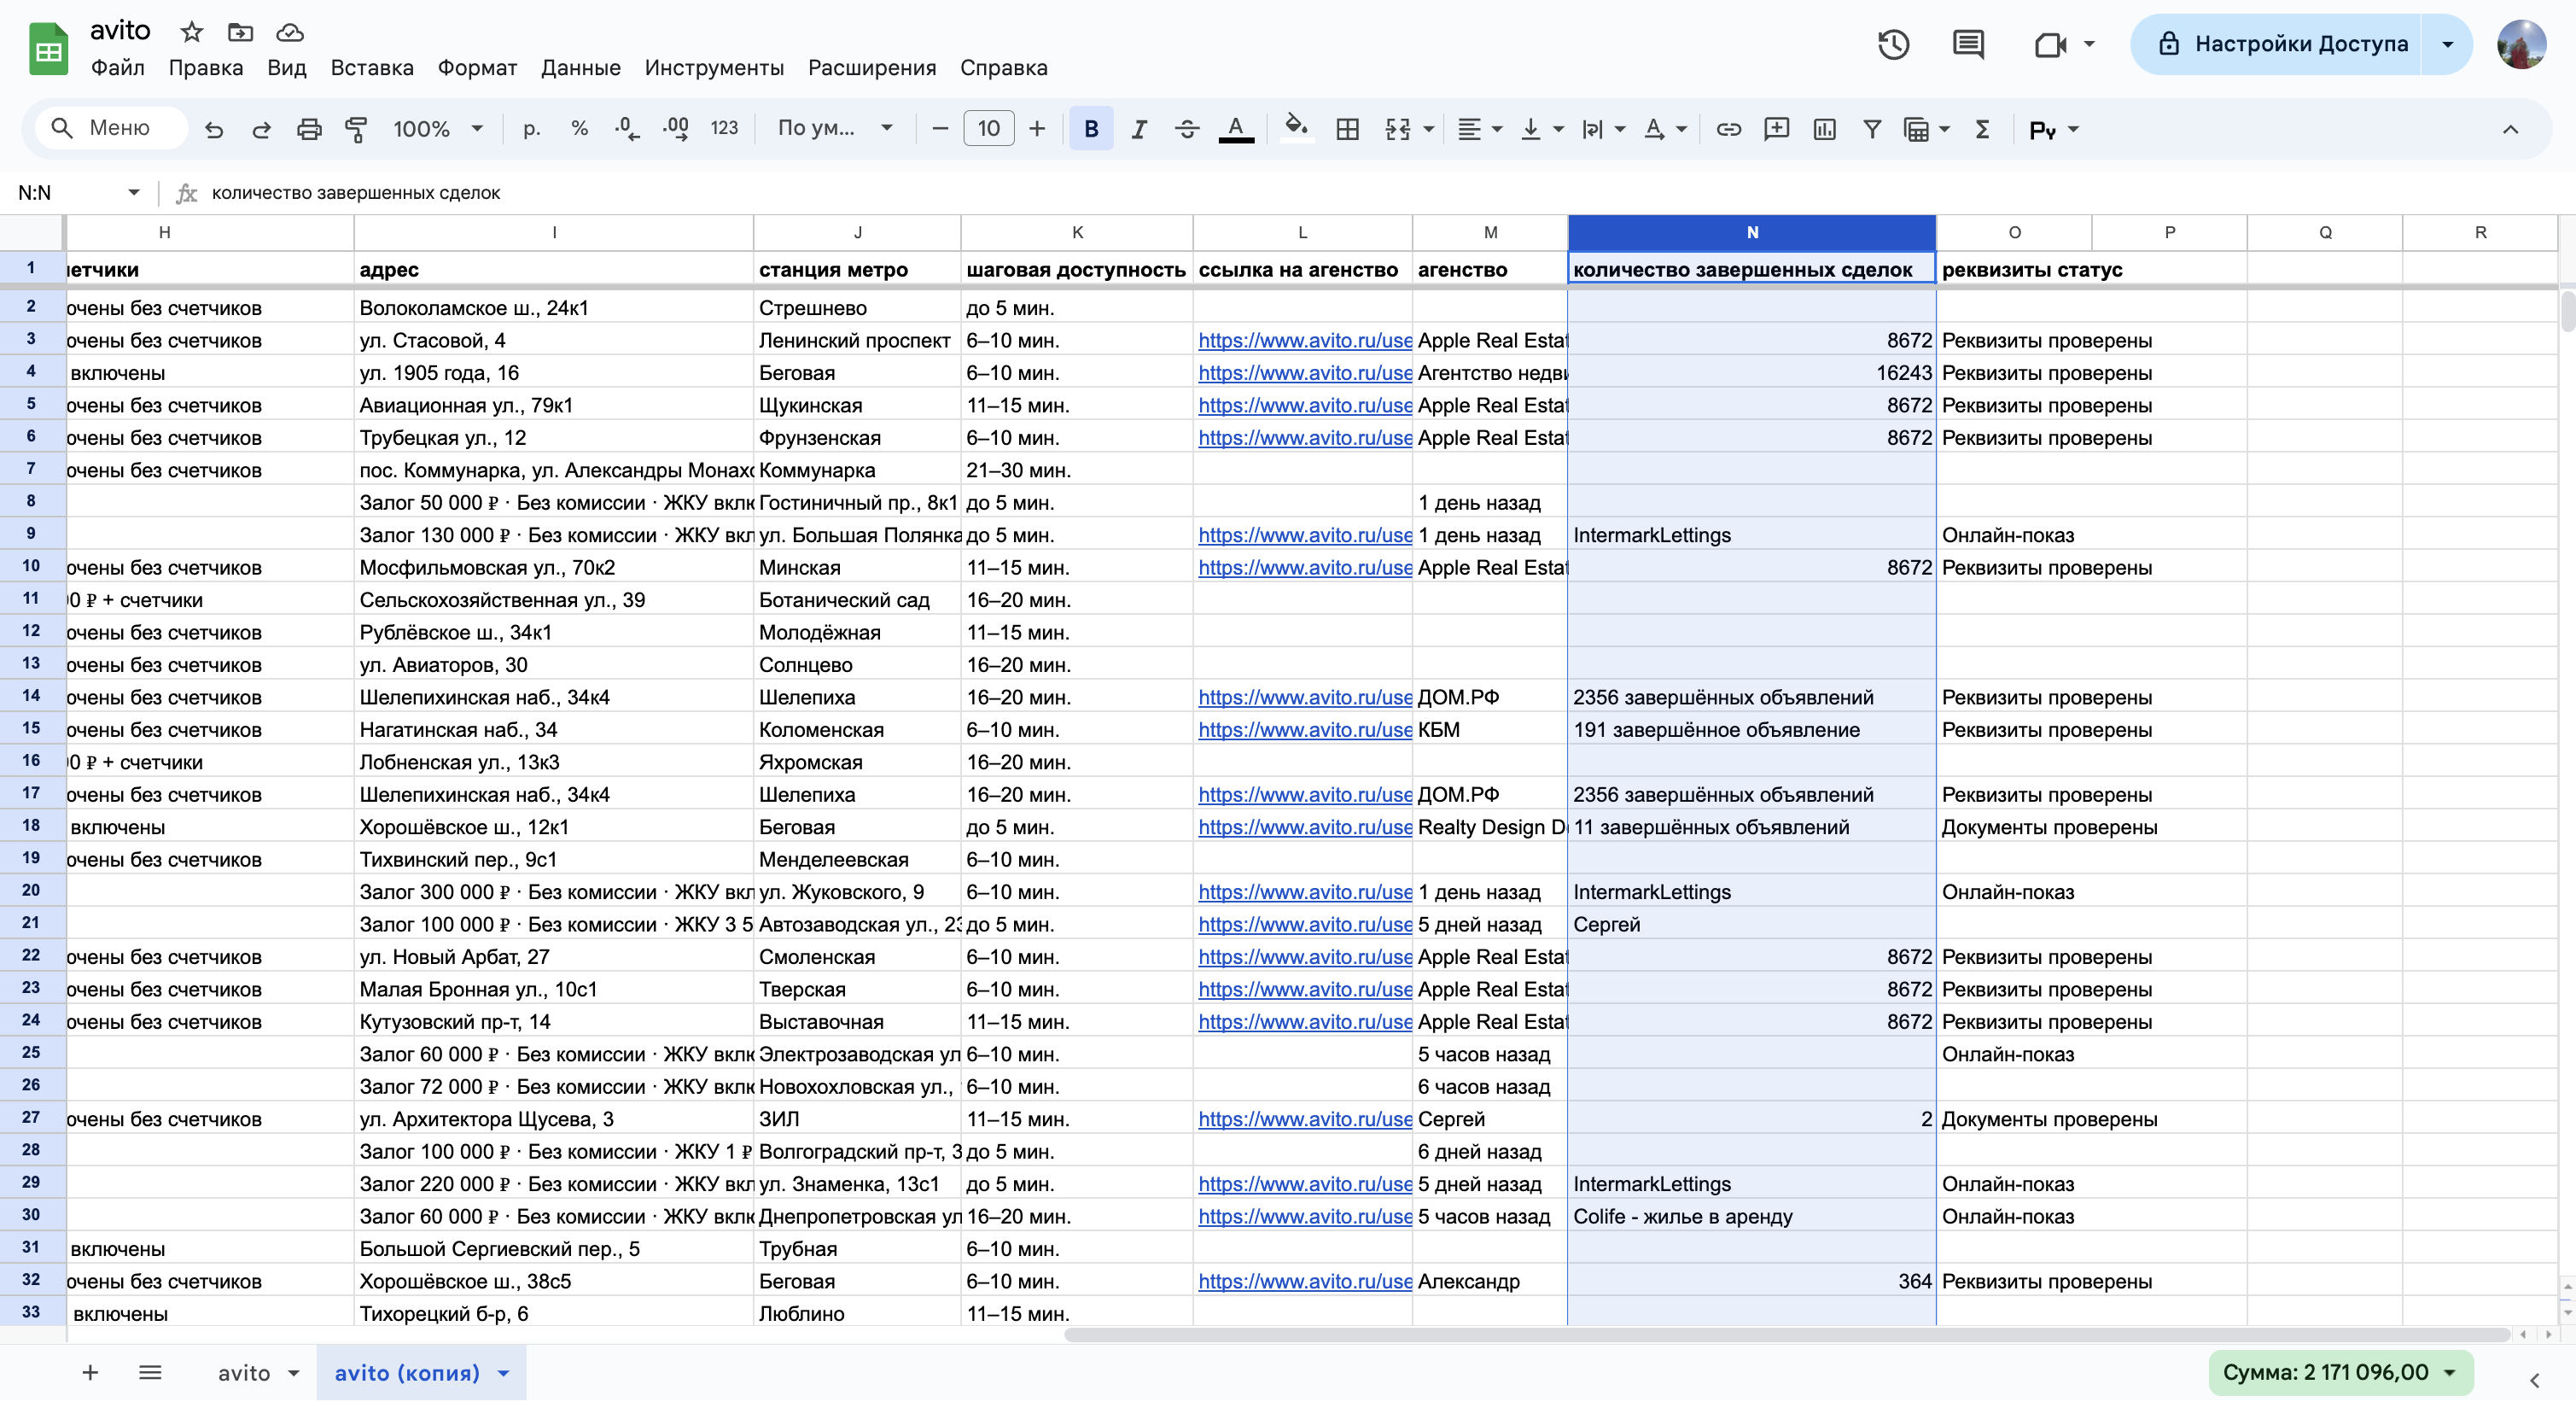 avito
Файл Правка Вид Вставка Формат Данные Инструменты Расширения Справка
Настройки Доступа
Меню 100% р. % .0 .00 123 По ум... 10 B I A Σ Pγ
N:N fx количество завершенных сделок
H I J K L M N O P Q R
1 адрес станция метро шаговая доступность ссылка на агенство агенство количество завершенных сделок реквизиты статус
2 без счетчиков Волоколамское ш., 24к1 Стрешнево до 5 мин.
3 без счетчиков ул. Стасовой, 4 Ленинский проспект 6–10 мин. https://www.avito.ru/use Apple Real Estat 8672 Реквизиты проверены
4 включены ул. 1905 года, 16 Беговая 6–10 мин. https://www.avito.ru/use Агентство недви 16243 Реквизиты проверены
5 без счетчиков Авиационная ул., 79к1 Щукинская 11–15 мин. https://www.avito.ru/use Apple Real Estat 8672 Реквизиты проверены
6 без счетчиков Трубецкая ул., 12 Фрунзенская 6–10 мин. https://www.avito.ru/use Apple Real Estat 8672 Реквизиты проверены
7 без счетчиков пос. Коммунарка, ул. Александры Монахо Коммунарка 21–30 мин.
8 Залог 50 000 ₽ · Без комиссии · ЖКУ вклю Гостиничный пр., 8к1 до 5 мин. 1 день назад
9 Залог 130 000 ₽ · Без комиссии · ЖКУ вкл ул. Большая Полянка до 5 мин. https://www.avito.ru/use 1 день назад IntermarkLettings Онлайн-показ
10 без счетчиков Мосфильмовская ул., 70к2 Минская 11–15 мин. https://www.avito.ru/use Apple Real Estat 8672 Реквизиты проверены
11 0 ₽ + счетчики Сельскохозяйственная ул., 39 Ботанический сад 16–20 мин.
12 без счетчиков Рублёвское ш., 34к1 Молодёжная 11–15 мин.
13 без счетчиков ул. Авиаторов, 30 Солнцево 16–20 мин.
14 без счетчиков Шелепихинская наб., 34к4 Шелепиха 16–20 мин. https://www.avito.ru/use ДОМ.РФ 2356 завершённых объявлений Реквизиты проверены
15 без счетчиков Нагатинская наб., 34 Коломенская 6–10 мин. https://www.avito.ru/use КБМ 191 завершённое объявление Реквизиты проверены
16 0 ₽ + счетчики Лобненская ул., 13к3 Яхромская 16–20 мин.
17 без счетчиков Шелепихинская наб., 34к4 Шелепиха 16–20 мин. https://www.avito.ru/use ДОМ.РФ 2356 завершённых объявлений Реквизиты проверены
18 включены Хорошёвское ш., 12к1 Беговая до 5 мин. https://www.avito.ru/use Realty Design D 11 завершённых объявлений Документы проверены
19 без счетчиков Тихвинский пер., 9с1 Менделеевская 6–10 мин.
20 Залог 300 000 ₽ · Без комиссии · ЖКУ вкл ул. Жуковского, 9 6–10 мин. https://www.avito.ru/use 1 день назад IntermarkLettings Онлайн-показ
21 Залог 100 000 ₽ · Без комиссии · ЖКУ 3 5 Автозаводская ул., 23 до 5 мин. https://www.avito.ru/use 5 дней назад Сергей
22 без счетчиков ул. Новый Арбат, 27 Смоленская 6–10 мин. https://www.avito.ru/use Apple Real Estat 8672 Реквизиты проверены
23 без счетчиков Малая Бронная ул., 10с1 Тверская 6–10 мин. https://www.avito.ru/use Apple Real Estat 8672 Реквизиты проверены
24 без счетчиков Кутузовский пр-т, 14 Выставочная 11–15 мин. https://www.avito.ru/use Apple Real Estat 8672 Реквизиты проверены
25 Залог 60 000 ₽ · Без комиссии · ЖКУ вклю Электрозаводская ул 6–10 мин. 5 часов назад Онлайн-показ
26 Залог 72 000 ₽ · Без комиссии · ЖКУ вклю Новохохловская ул., 6–10 мин. 6 часов назад
27 без счетчиков ул. Архитектора Щусева, 3 ЗИЛ 11–15 мин. https://www.avito.ru/use Сергей 2 Документы проверены
28 Залог 100 000 ₽ · Без комиссии · ЖКУ 1 ₽ Волгоградский пр-т, 3 до 5 мин. 6 дней назад
29 Залог 220 000 ₽ · Без комиссии · ЖКУ вкл ул. Знаменка, 13с1 до 5 мин. https://www.avito.ru/use 5 дней назад IntermarkLettings Онлайн-показ
30 Залог 60 000 ₽ · Без комиссии · ЖКУ вклю Днепропетровская ул 16–20 мин. https://www.avito.ru/use 5 часов назад Colife - жилье в аренду Онлайн-показ
31 включены Большой Сергиевский пер., 5 Трубная 6–10 мин.
32 без счетчиков Хорошёвское ш., 38с5 Беговая 6–10 мин. https://www.avito.ru/use Александр 364 Реквизиты проверены
33 включены Тихорецкий б-р, 6 Люблино 11–15 мин.
avito avito (копия) Сумма: 2 171 096,00